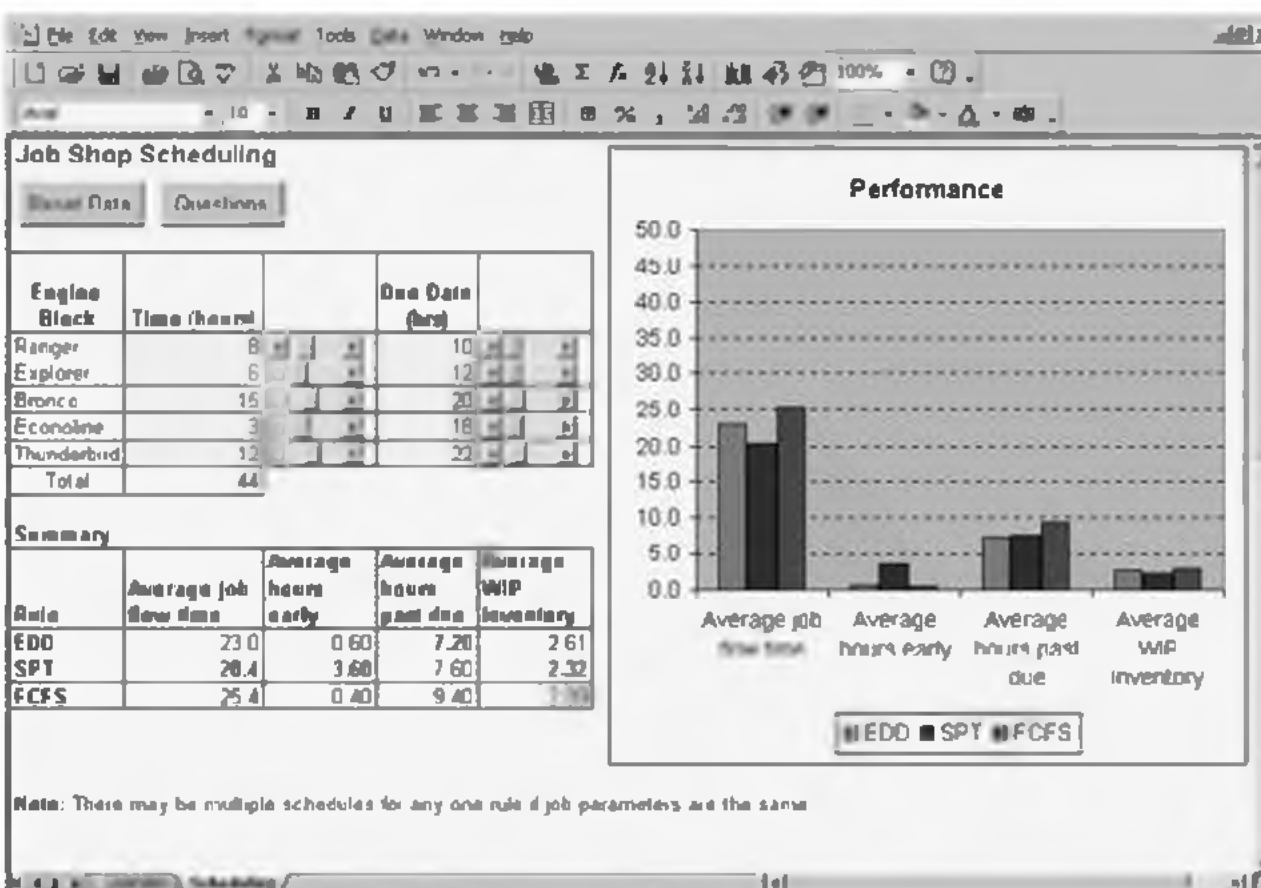 File Edit View Insert Format Tools Data Window Help
100%
Arial 10 B I U % ,
Job Shop Scheduling
Reset Data Questions
Engine Block Time (hours) Due Date (hrs)
Ranger 8 10
Explorer 6 12
Bronco 15 20
Econoline 3 18
Thunderbird 12 22
Total 44
Summary
Rule Average job flow time Average hours early Average hours past due Average WIP Inventory
EDD 23.0 0.60 7.20 2.61
SPT 20.4 3.60 7.60 2.32
FCFS 25.4 0.40 9.40
Note: There may be multiple schedules for any one rule if job parameters are the same
Performance
50.0
45.0
40.0
35.0
30.0
25.0
20.0
15.0
10.0
5.0
0.0
Average job flow time
Average hours early
Average hours past due
Average WIP Inventory
EDD SPT FCFS
Scheduling